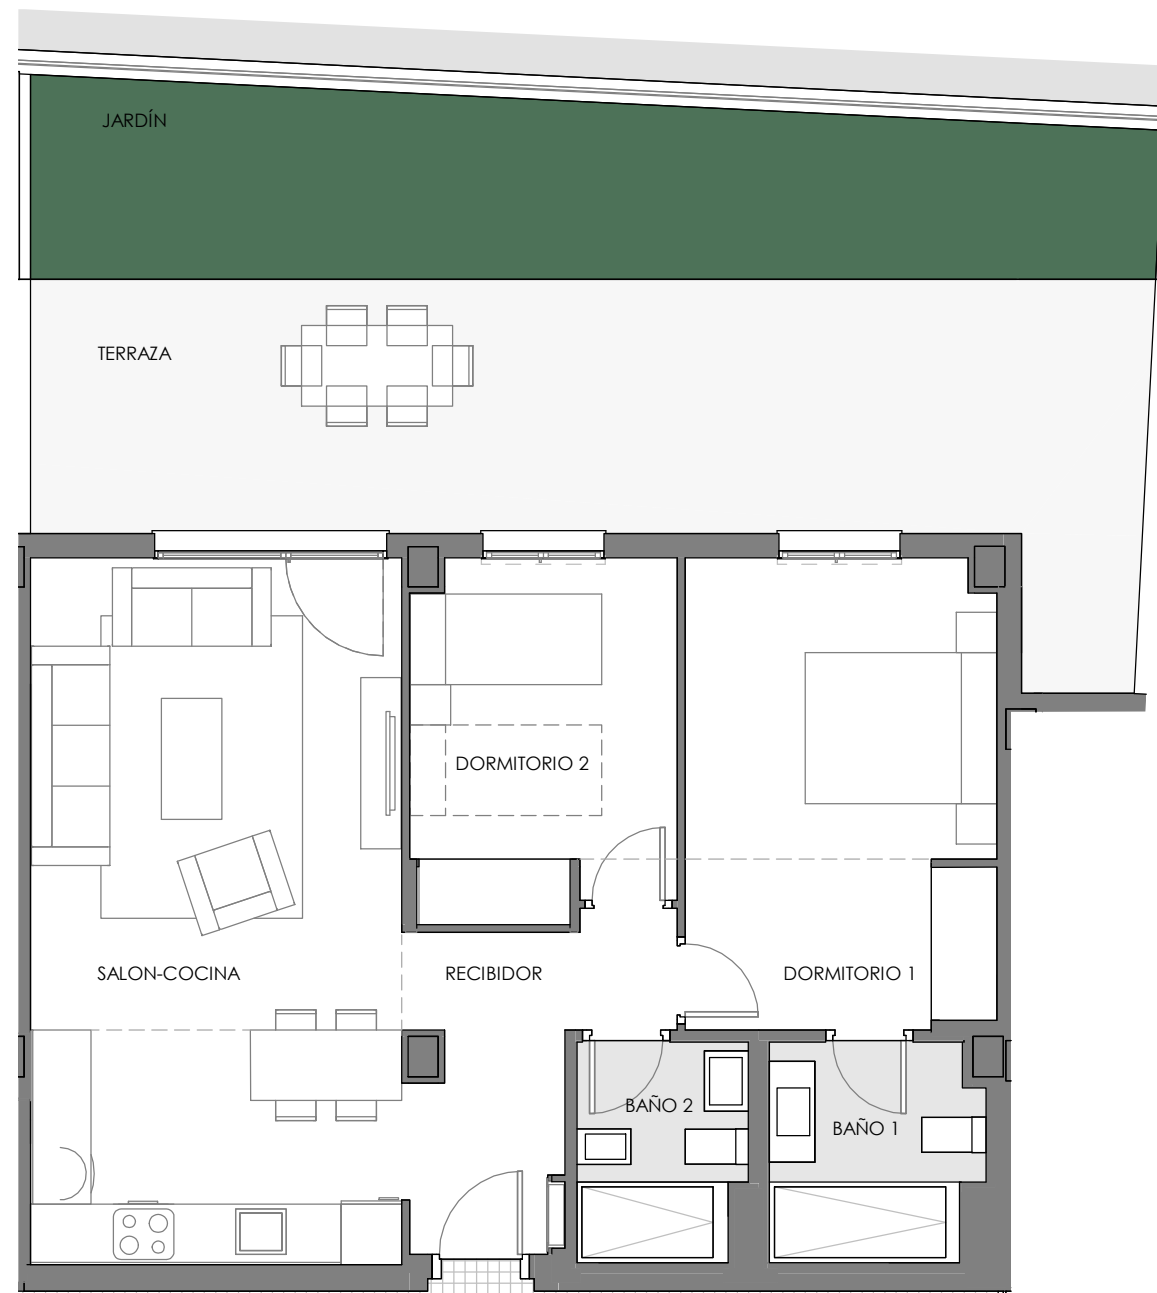 JARDÍN
TERRAZA
DORMITORIO 2
SALON-COCINA
RECIBIDOR
DORMITORIO 1
BAÑO 2
BAÑO 1